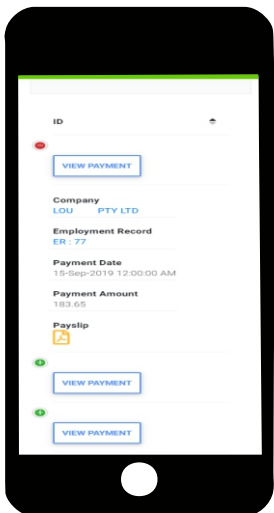 ID
VIEW PAYMENT
Company
LOU PTY LTD
Employment Record
ER : 77
Payment Date
15-Sep-2019 12:00:00 AM
Payment Amount
183.65
Payslip
VIEW PAYMENT
VIEW PAYMENT